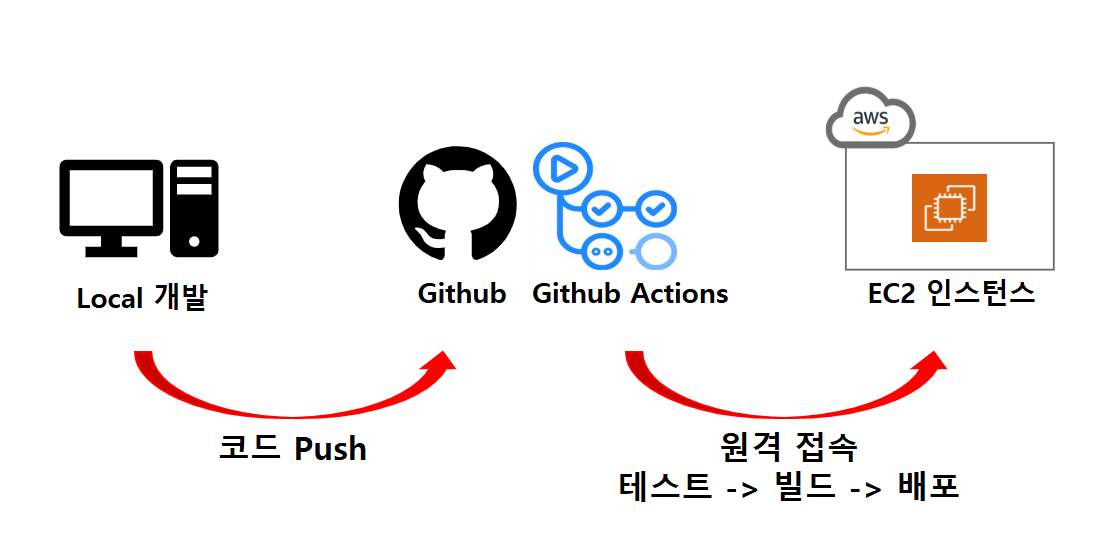 aws
Local 개발
Github
Github Actions
EC2 인스턴스
코드 Push
원격 접속
테스트 -> 빌드 -> 배포